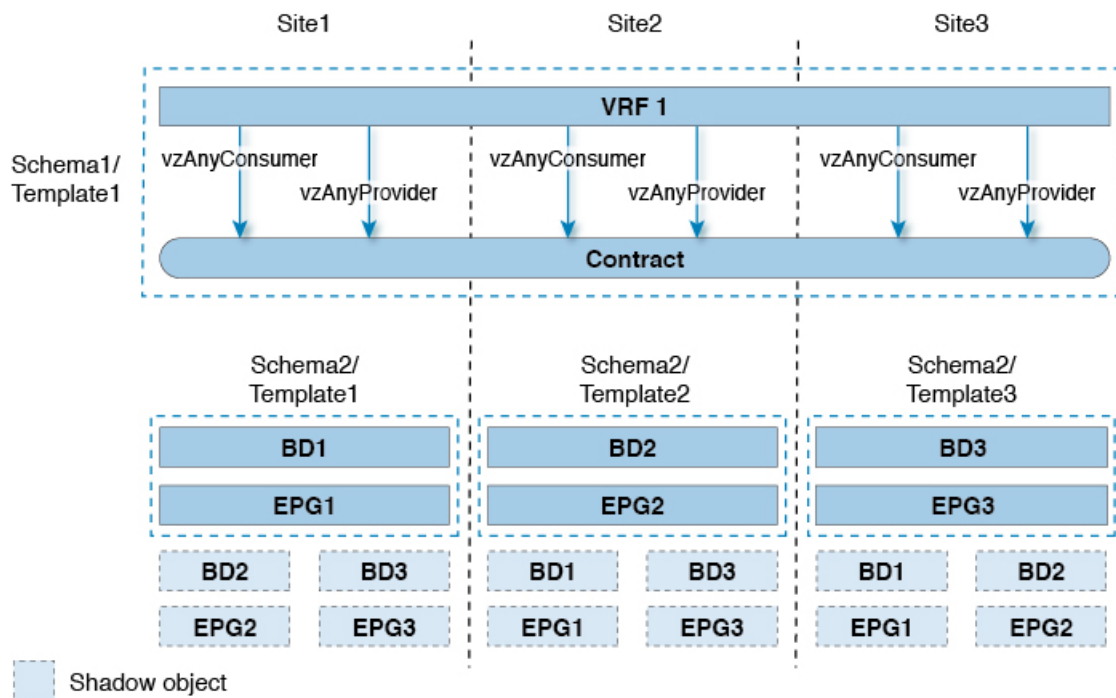 Site1 Site2 Site3
VRF 1
Schema1/
Template1
vzAnyConsumer vzAnyConsumer vzAnyConsumer
vzAnyProvider vzAnyProvider vzAnyProvider
Contract
Schema2/ Schema2/ Schema2/
Template1 Template2 Template3
BD1 BD2 BD3
EPG1 EPG2 EPG3
BD2 BD3 BD1 BD3 BD1 BD2
EPG2 EPG3 EPG1 EPG3 EPG1 EPG2
Shadow object